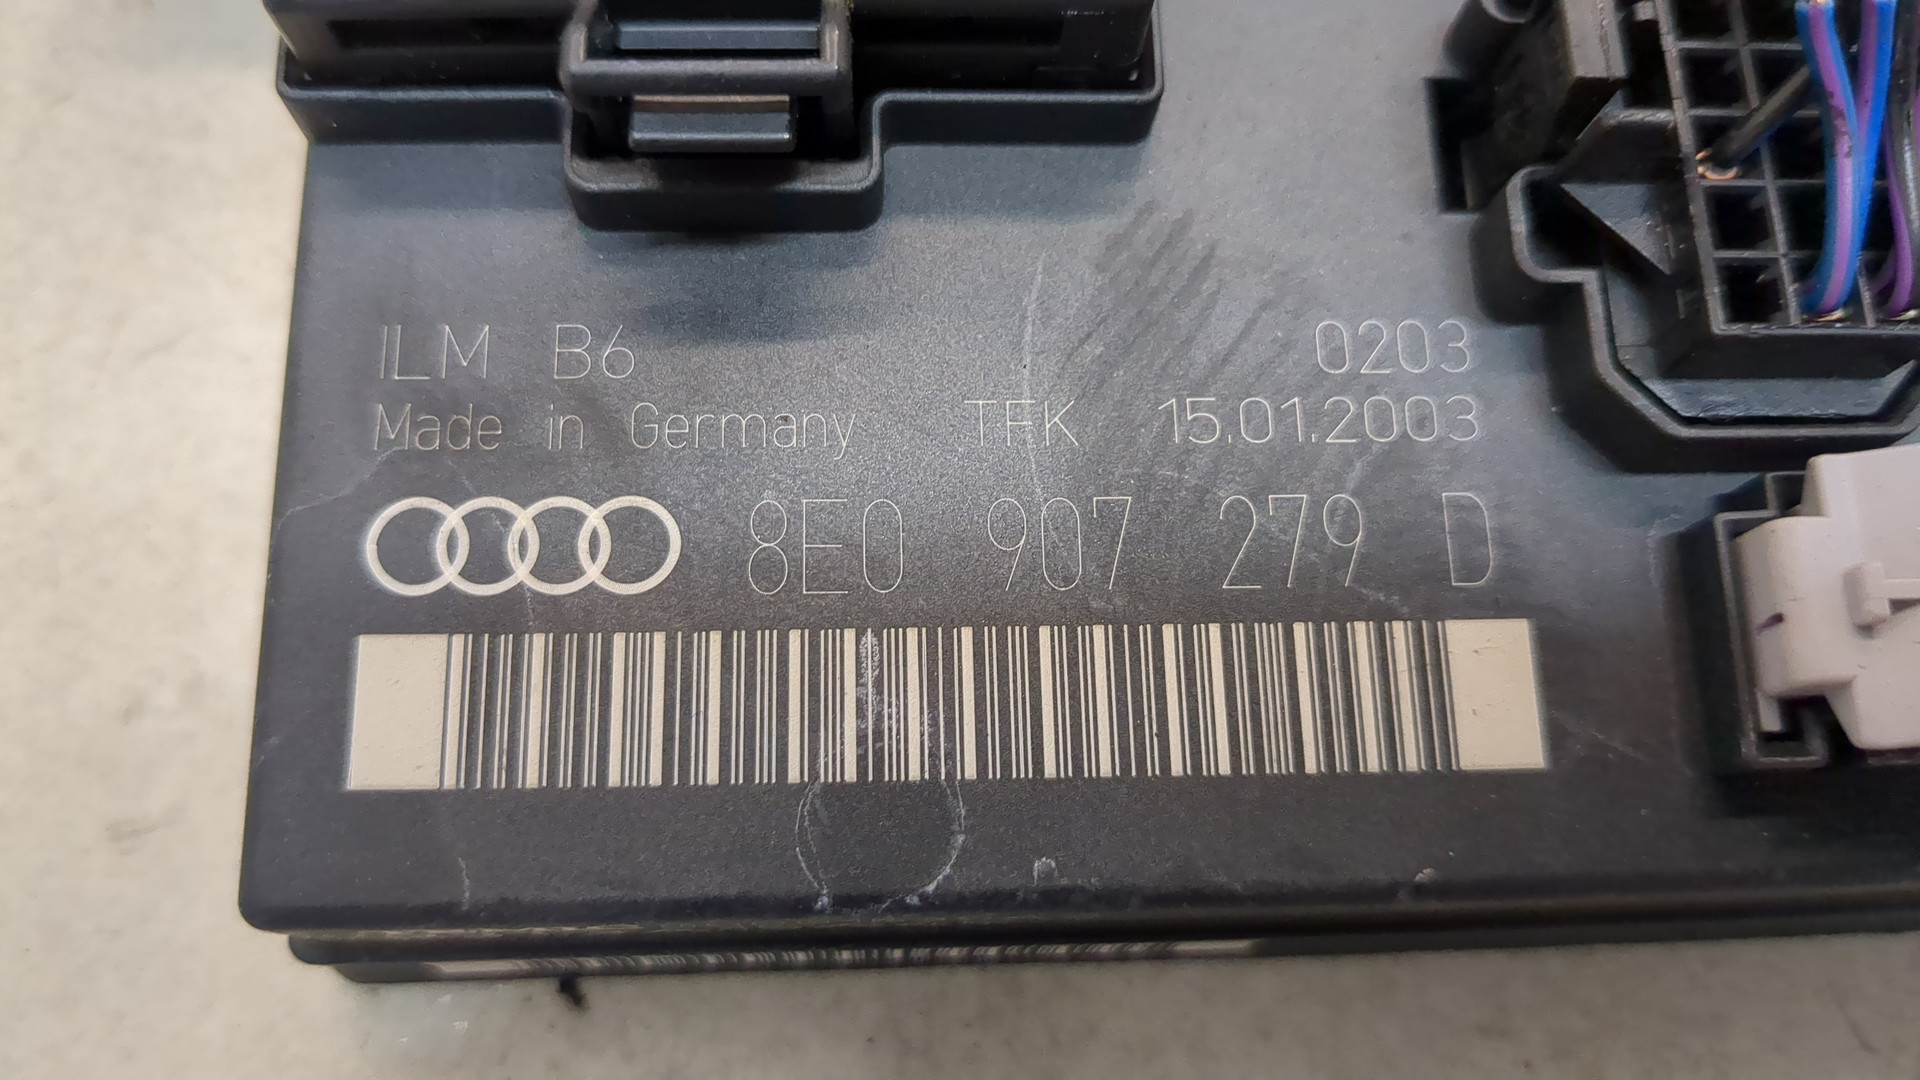 ILM B6 0203
Made in Germany TFK 15.01.2003
8E0 907 279 D